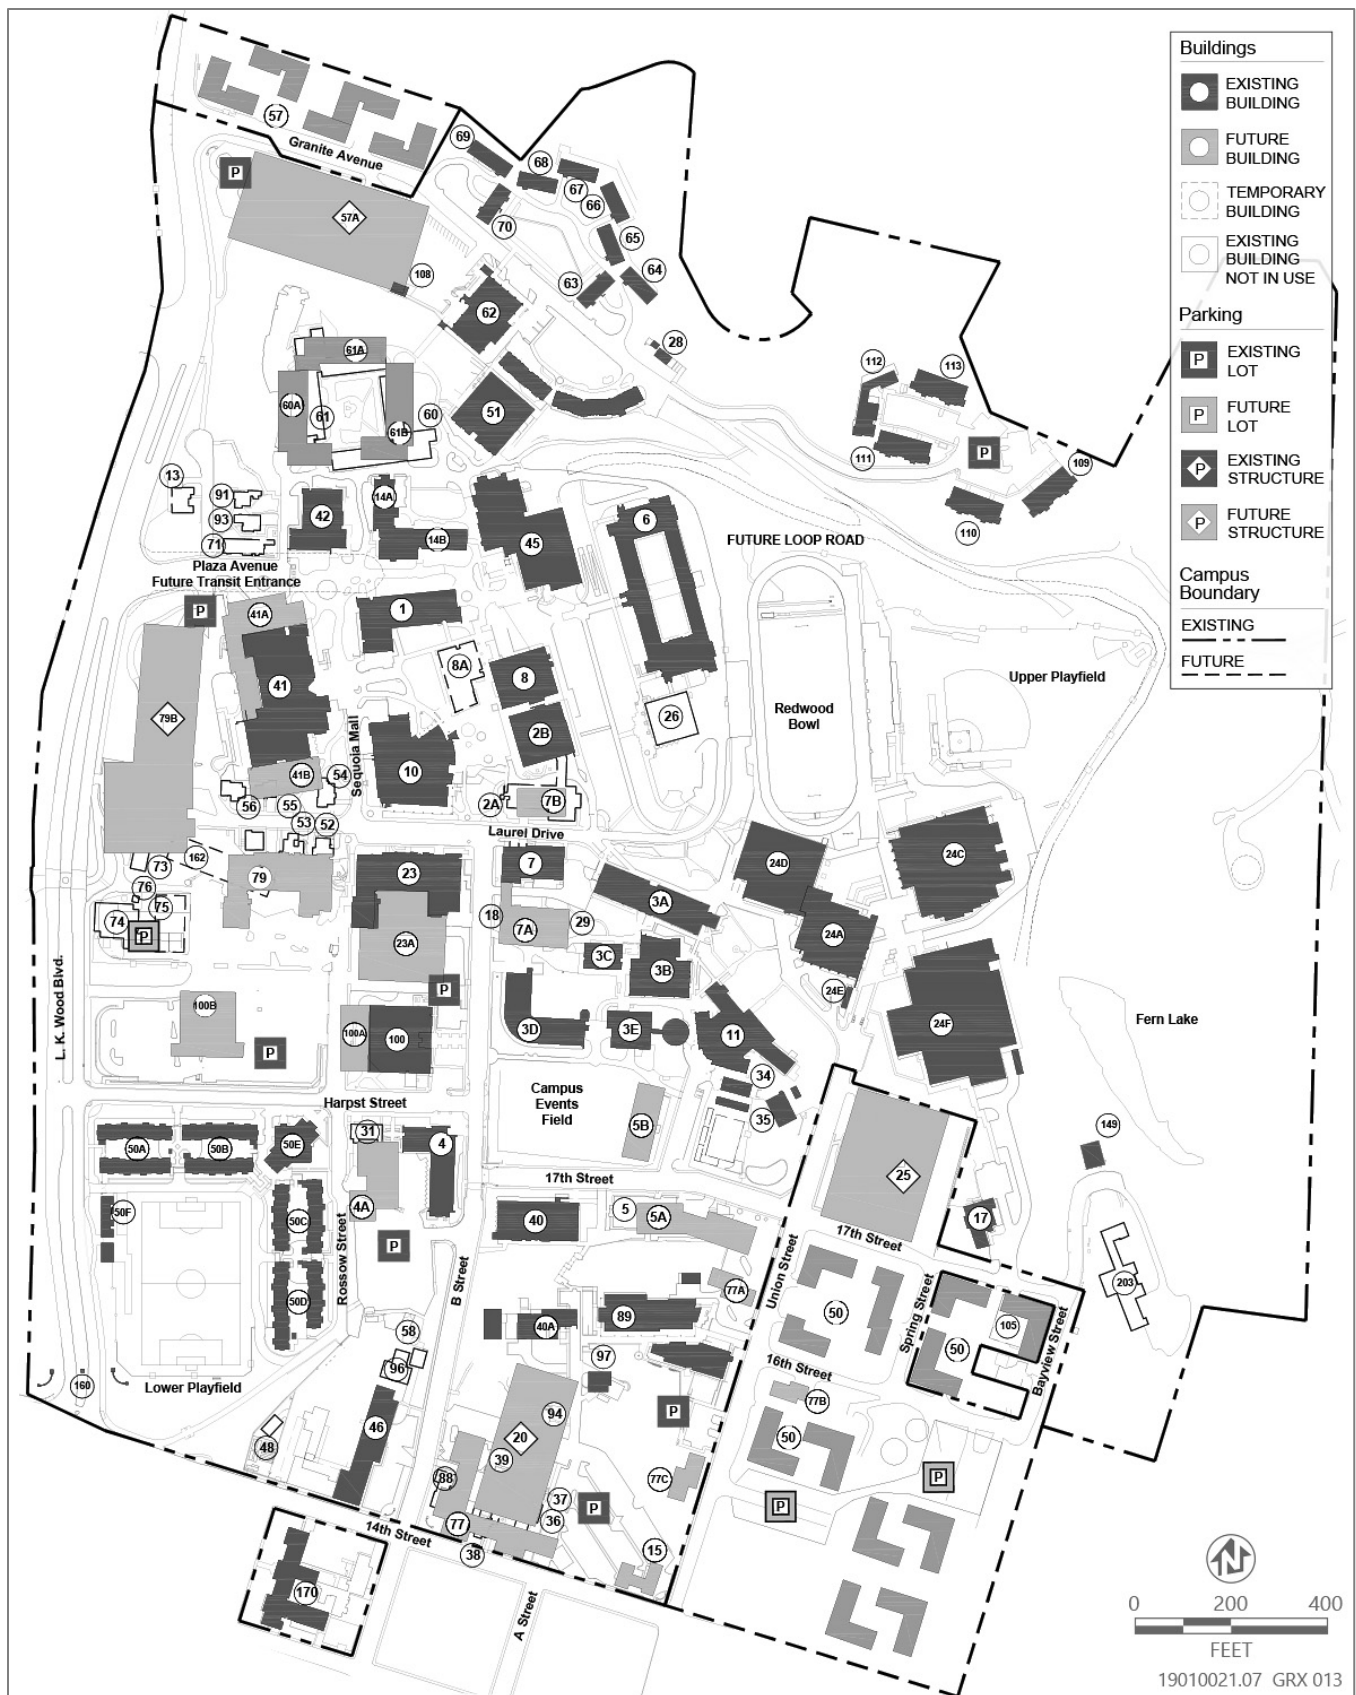 Buildings
EXISTING
BUILDING
FUTURE
BUILDING
TEMPORARY
BUILDING
EXISTING
BUILDING
NOT IN USE
Parking
P
EXISTING
LOT
P
FUTURE
LOT
P
EXISTING
STRUCTURE
P
FUTURE
STRUCTURE
Campus
Boundary
EXISTING
FUTURE
57
Granite Avenue
P
57A
108
69
68
67
66
70
65
64
63
62
28
61A
60A
61
61B
60
51
112
113
111
P
109
110
13
91
93
71
42
14A
14B
45
6
FUTURE LOOP ROAD
Plaza Avenue
Future Transit Entrance
P
41A
1
8A
8
41
26
Redwood
Bowl
Upper Playfield
79B
Sequoia Mall
2B
10
41B
54
56
55
53
52
2A
7B
Laurel Drive
162
73
79
23
7
24D
24C
76
75
74
P
3A
18
7A
29
23A
24A
3C
3B
L. K. Wood Blvd.
P
24E
100B
100A
100
P
3D
3E
11
24F
Fern Lake
Harpst Street
Campus
Events
Field
34
35
5B
50A
50B
50E
31
4
149
17th Street
25
50F
50C
4A
40
5
5A
17
P
Rossow Street
B Street
17th Street
Union Street
77A
203
50D
40A
89
50
Spring Street
105
50
Bayview Street
58
96
97
16th Street
Lower Playfield
160
77B
46
94
P
20
50
48
39
88
77C
P
P
37
P
36
77
14th Street
38
15
170
A Street
0 200 400
FEET
19010021.07 GRX 013
N